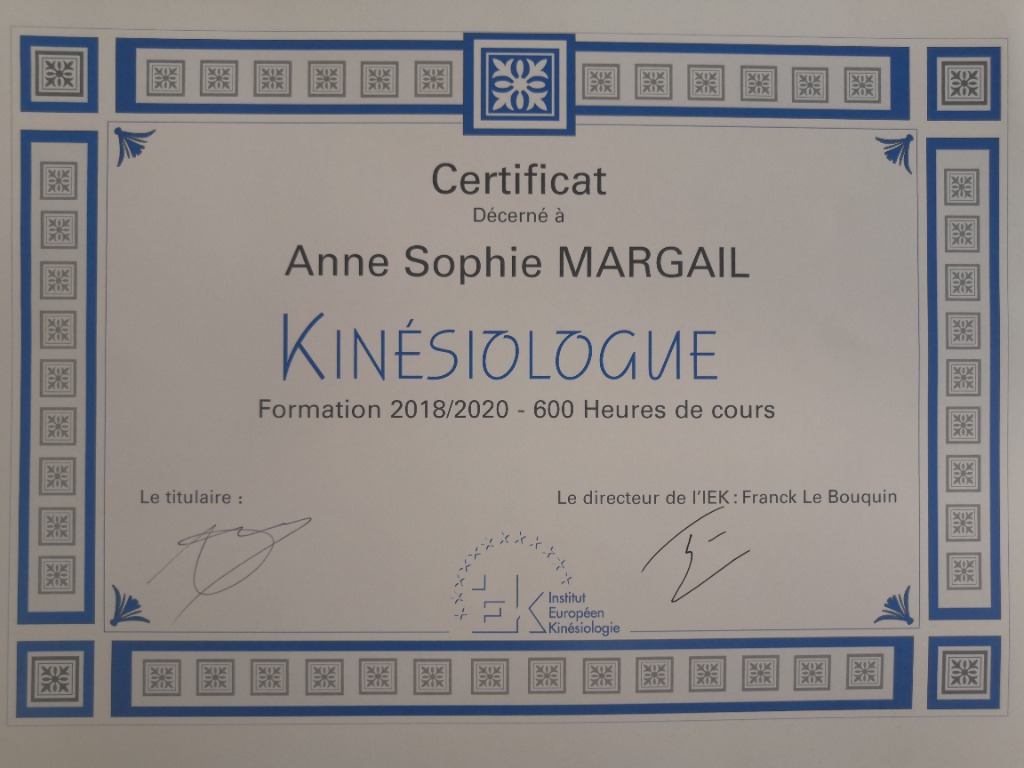 Certificat
Décerné à
Anne Sophie MARGAIL
KINÉSIOLOGUE
Formation 2018/2020 - 600 Heures de cours
Le titulaire :
Le directeur de l'IEK : Franck Le Bouquin
IEK
Institut
Européen
Kinésiologie